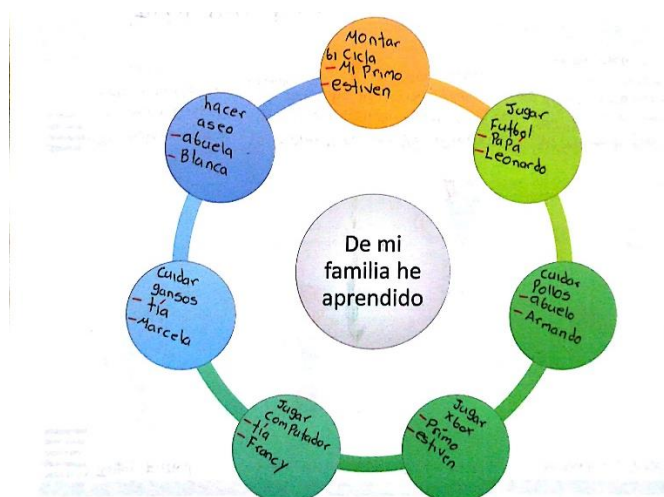 Montar
bi Cicla
- Mi Primo
- estiven
Jugar
Futbol
- Papá
- Leonardo
cuidar
Pollos
- abuelo
- Armando
Jugar
xbox
- Primo
- estiven
Jugar
computador
- tía
- Francy
Cuidar
gansos
- tía
- Marcela
hacer
aseo
- abuela
- Blanca
De mi
familia he
aprendido